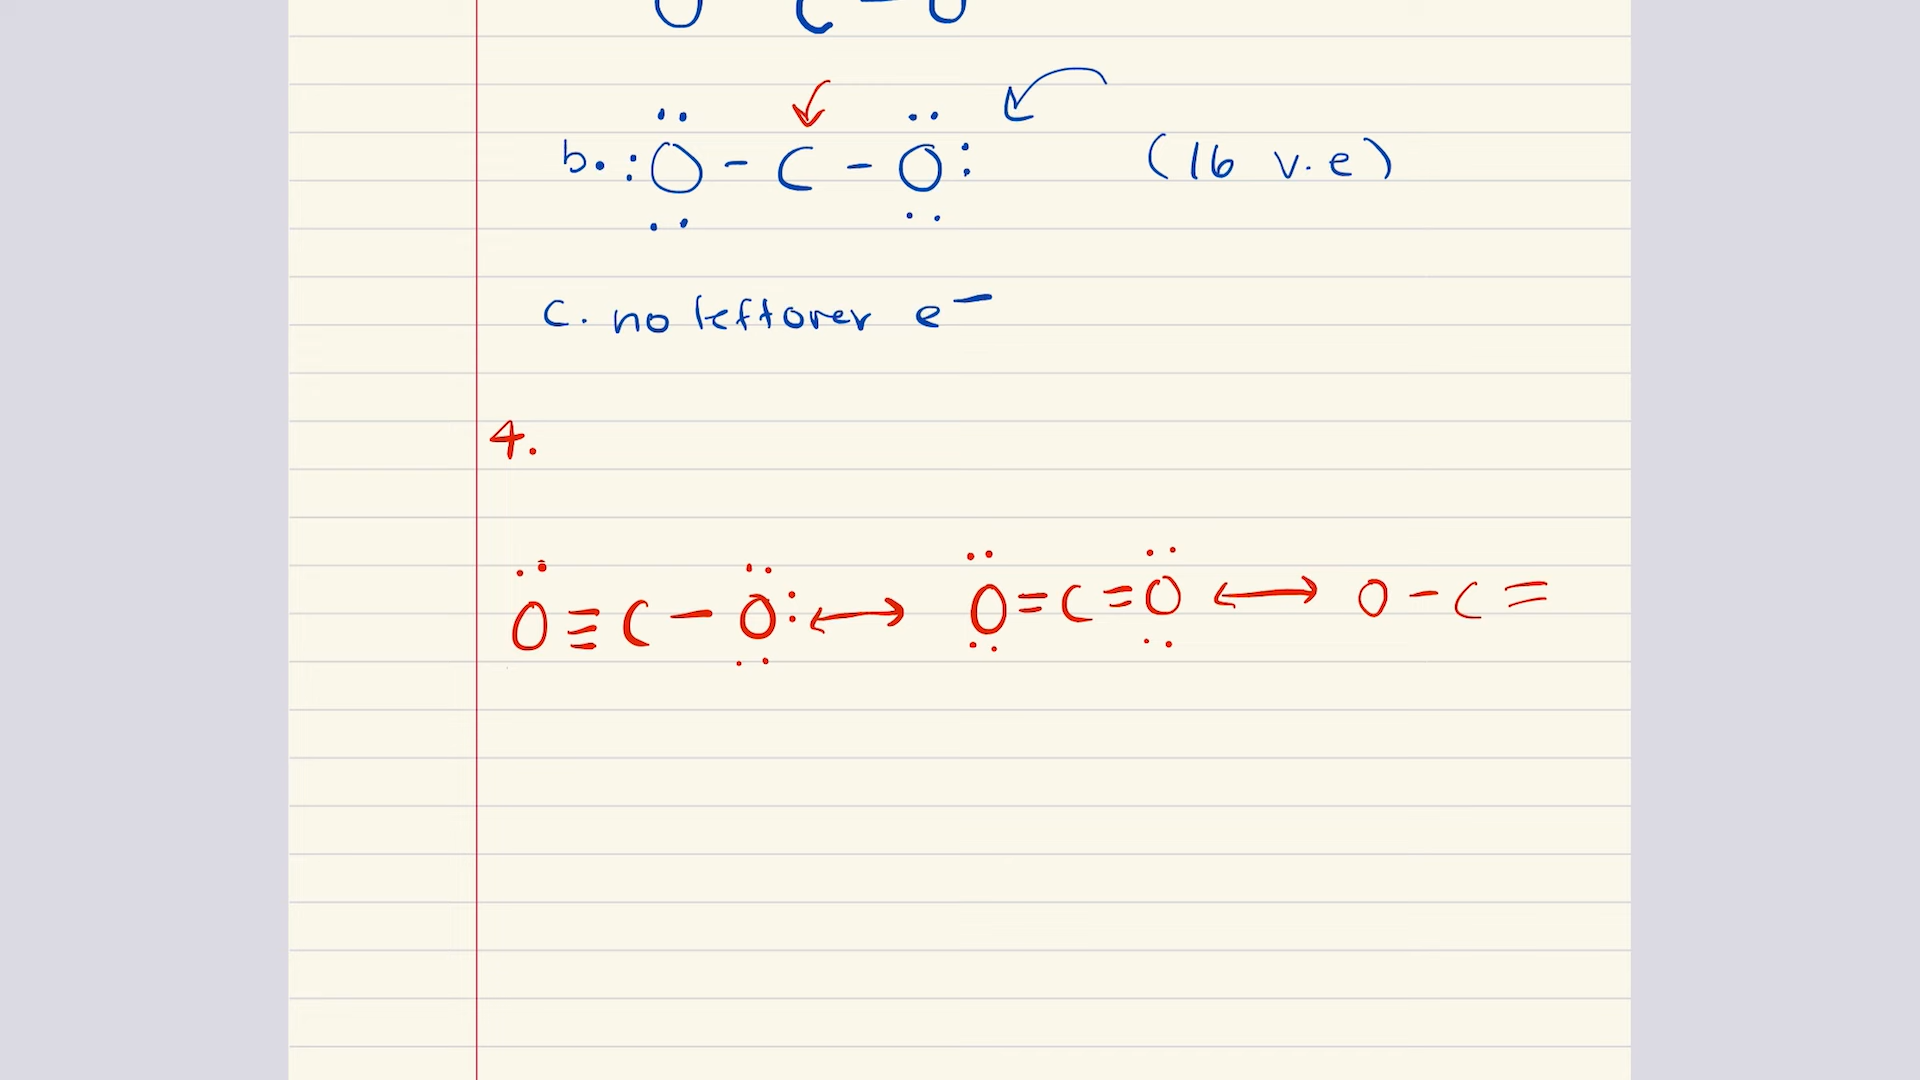 O C - O
b. :Ö - C - Ö: (16 v.e)
c. no leftover e⁻
4.
Ö ≡ C - Ö: ↔ Ö = C = Ö ↔ O - C =